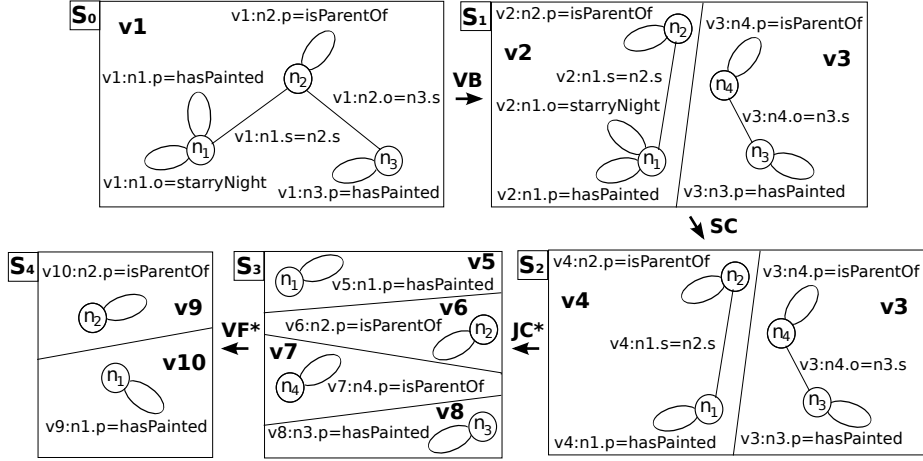 S0
v1
v1:n2.p=isParentOf
v1:n1.p=hasPainted
n2
v1:n2.o=n3.s
v1:n1.s=n2.s
n1
n3
v1:n1.o=starryNight
v1:n3.p=hasPainted
VB
S1
v2:n2.p=isParentOf
n2
v2
v2:n1.s=n2.s
v2:n1.o=starryNight
n1
v2:n1.p=hasPainted
v3:n4.p=isParentOf
v3
n4
v3:n4.o=n3.s
n3
v3:n3.p=hasPainted
SC
S2
v4:n2.p=isParentOf
n2
v4
v4:n1.s=n2.s
n1
v4:n1.p=hasPainted
v3:n4.p=isParentOf
v3
n4
v3:n4.o=n3.s
n3
v3:n3.p=hasPainted
JC*
S3
n1
v5
v5:n1.p=hasPainted
v6
v6:n2.p=isParentOf
n2
v7
n4
v7:n4.p=isParentOf
v8
v8:n3.p=hasPainted
n3
VF*
S4
v10:n2.p=isParentOf
n2
v9
v10
n1
v9:n1.p=hasPainted